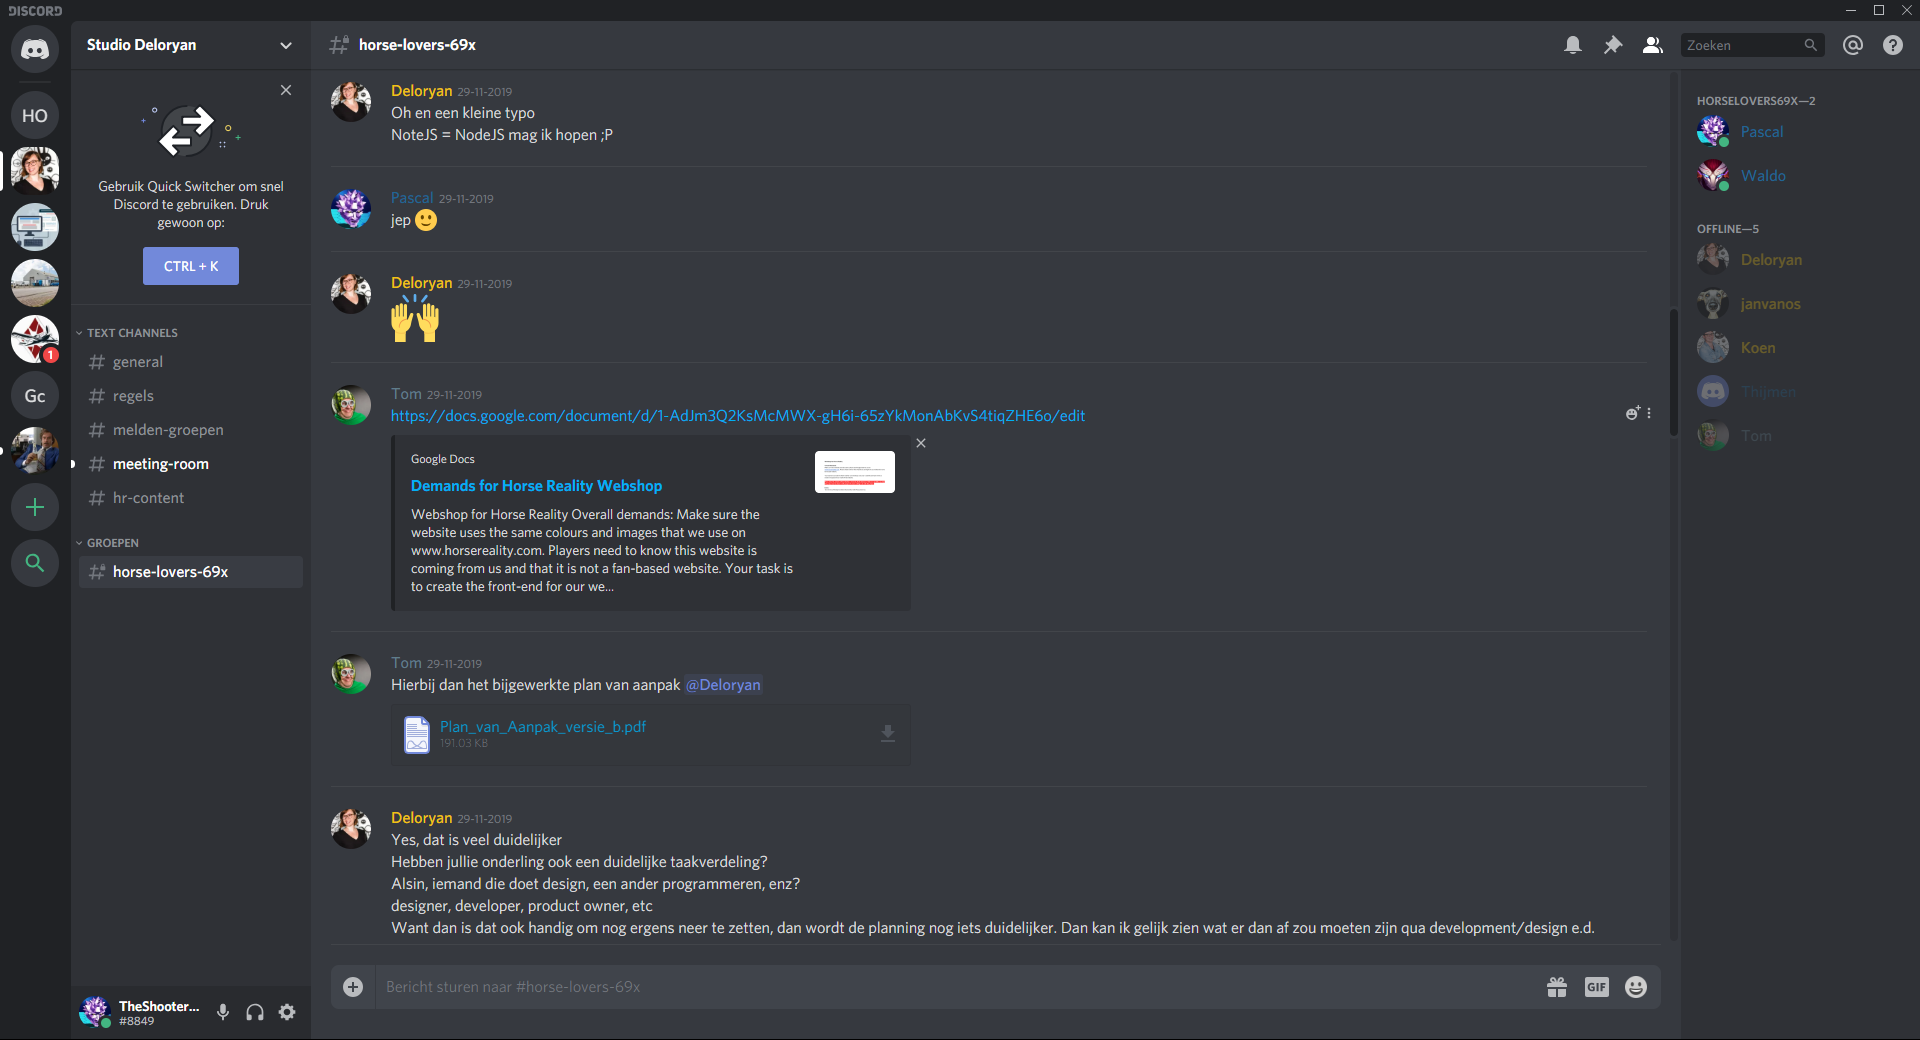 DISCORD
HO
1
Gc
Studio Deloryan
Gebruik Quick Switcher om snel
Discord te gebruiken. Druk
gewoon op:
CTRL + K
TEXT CHANNELS
general
regels
melden-groepen
meeting-room
hr-content
GROEPEN
horse-lovers-69x
TheShooter...
#8849
horse-lovers-69x
Zoeken
Deloryan 29-11-2019
Oh en een kleine typo
NoteJS = NodeJS mag ik hopen ;P
Pascal 29-11-2019
jep
Deloryan 29-11-2019
Tom 29-11-2019
https://docs.google.com/document/d/1-AdJm3Q2KsMcMWX-gH6i-65zYkMonAbKvS4tiqZHE6o/edit
Google Docs
Demands for Horse Reality Webshop
Webshop for Horse Reality Overall demands: Make sure the
website uses the same colours and images that we use on
www.horsereality.com. Players need to know this website is
coming from us and that it is not a fan-based website. Your task is
to create the front-end for our we...
Tom 29-11-2019
Hierbij dan het bijgewerkte plan van aanpak @Deloryan
Plan_van_Aanpak_versie_b.pdf
191.03 KB
Deloryan 29-11-2019
Yes, dat is veel duidelijker
Hebben jullie onderling ook een duidelijke taakverdeling?
Alsin, iemand die doet design, een ander programmeren, enz?
designer, developer, product owner, etc
Want dan is dat ook handig om nog ergens neer te zetten, dan wordt de planning nog iets duidelijker. Dan kan ik gelijk zien wat er dan af zou moeten zijn qua development/design e.d.
Bericht sturen naar #horse-lovers-69x
GIF
HORSELOVERS69X—2
Pascal
Waldo
OFFLINE—5
Deloryan
janvanos
Koen
Thijmen
Tom